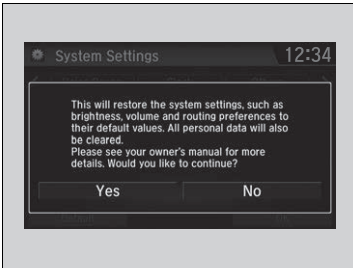 System Settings
12:34
This will restore the system settings, such as
brightness, volume and routing preferences to
their default values. All personal data will also
be cleared.
Please see your owner's manual for more
details. Would you like to continue?
Yes
No